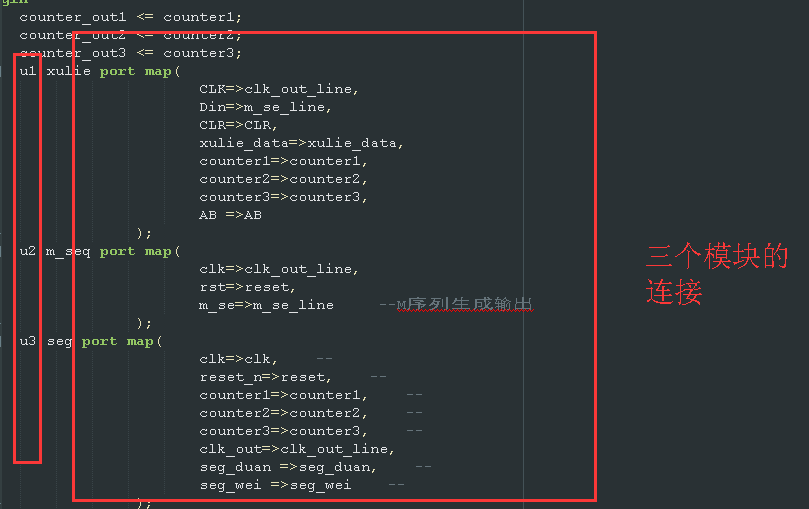 gin
counter_out1 <= counter1;
counter_out2 <= counter2;
counter_out3 <= counter3;
u1 xulie port map(
CLK=>clk_out_line,
Din=>m_se_line,
CLR=>CLR,
xulie_data=>xulie_data,
counter1=>counter1,
counter2=>counter2,
counter3=>counter3,
AB =>AB
);
u2 m_seq port map(
clk=>clk_out_line,
rst=>reset,
m_se=>m_se_line --M序列生成输出
);
u3 seg port map(
clk=>clk, --
reset_n=>reset, --
counter1=>counter1, --
counter2=>counter2, --
counter3=>counter3, --
clk_out=>clk_out_line,
seg_duan =>seg_duan, --
seg_wei =>seg_wei --
);
三个模块的
连接